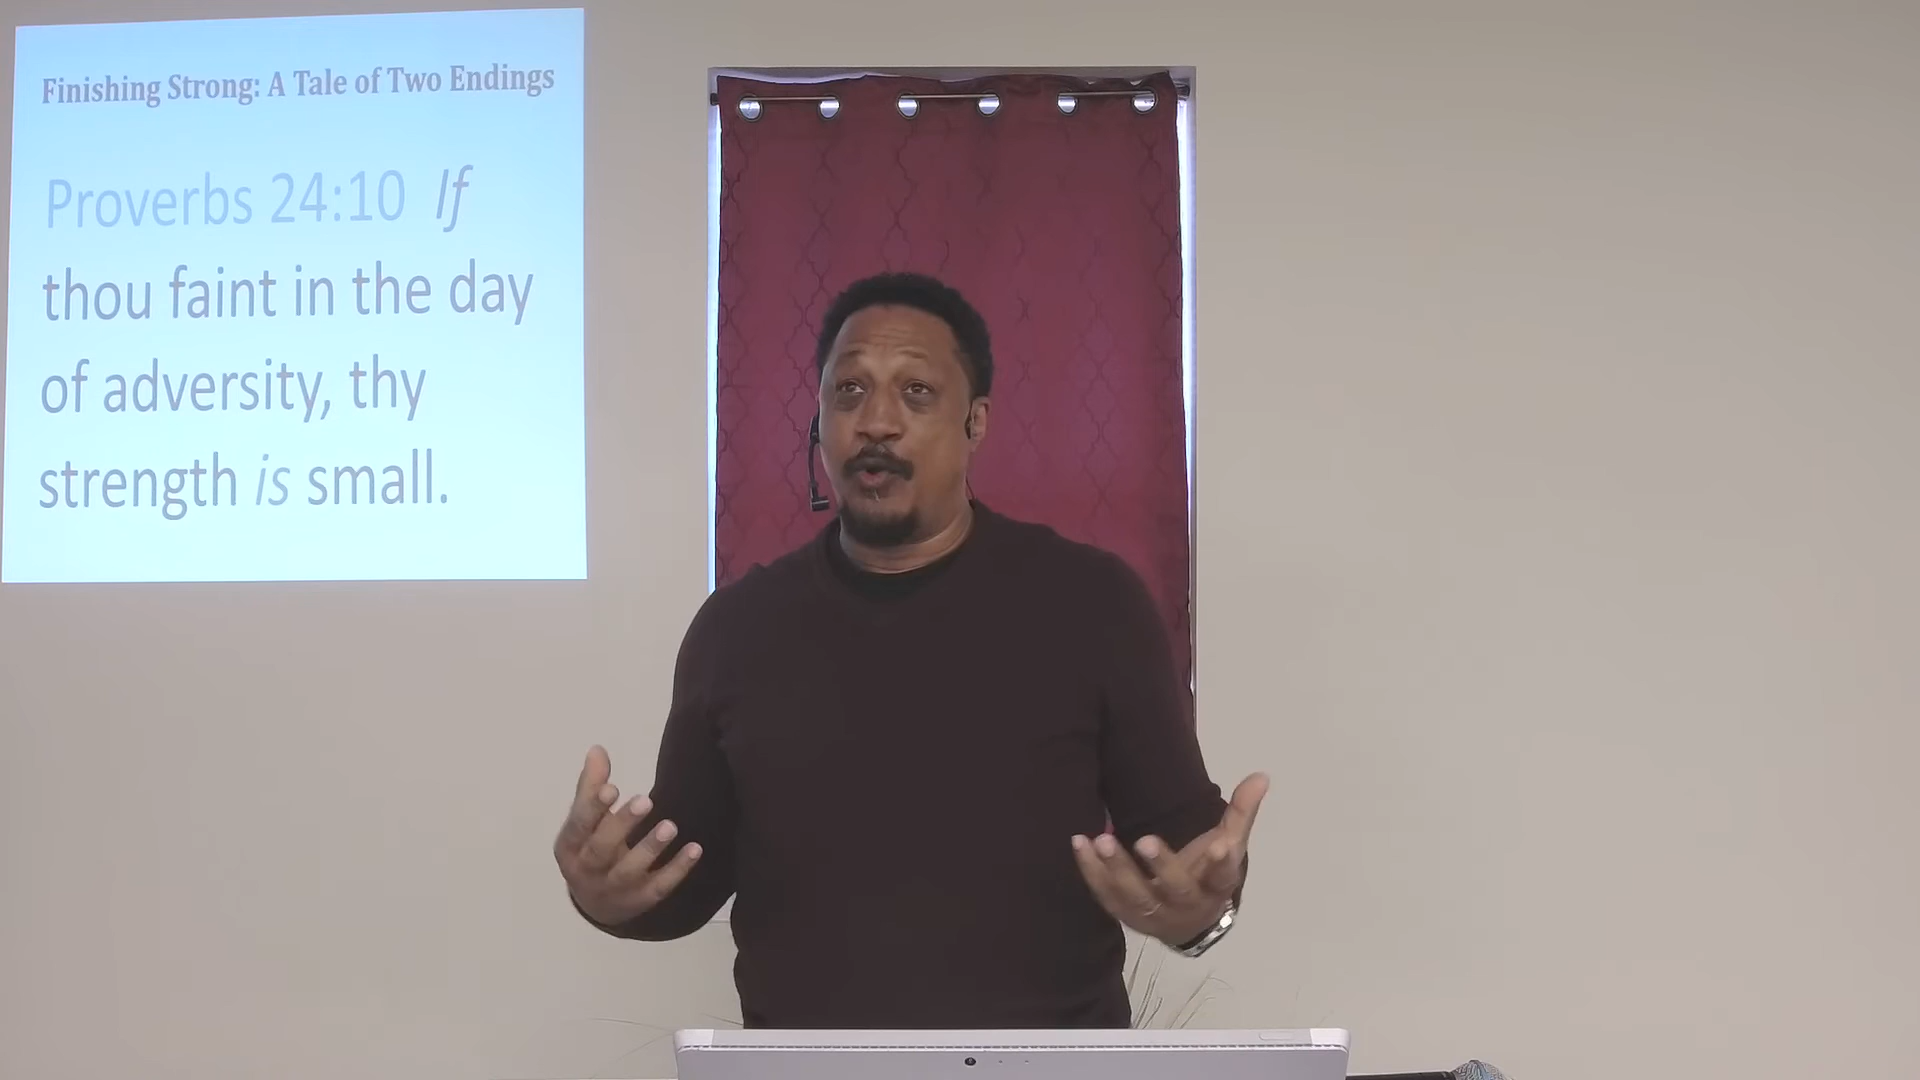 Finishing Strong: A Tale of Two Endings
Proverbs 24:10 If
thou faint in the day
of adversity, thy
strength is small.